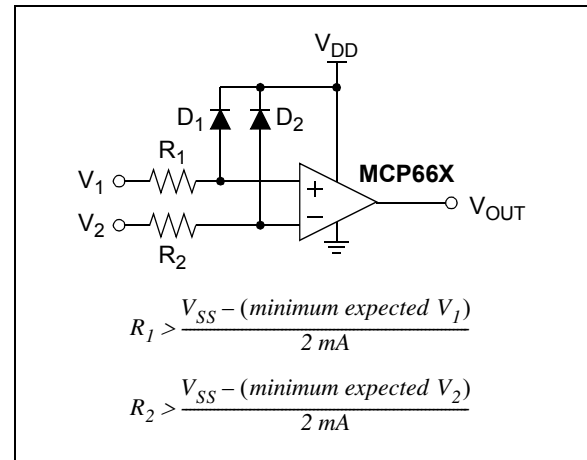 V_DD
D_1 D_2
R_1
MCP66X
V_1
V_OUT
V_2
R_2
R_1 > V_SS – (minimum expected V_1) / 2 mA
R_2 > V_SS – (minimum expected V_2) / 2 mA